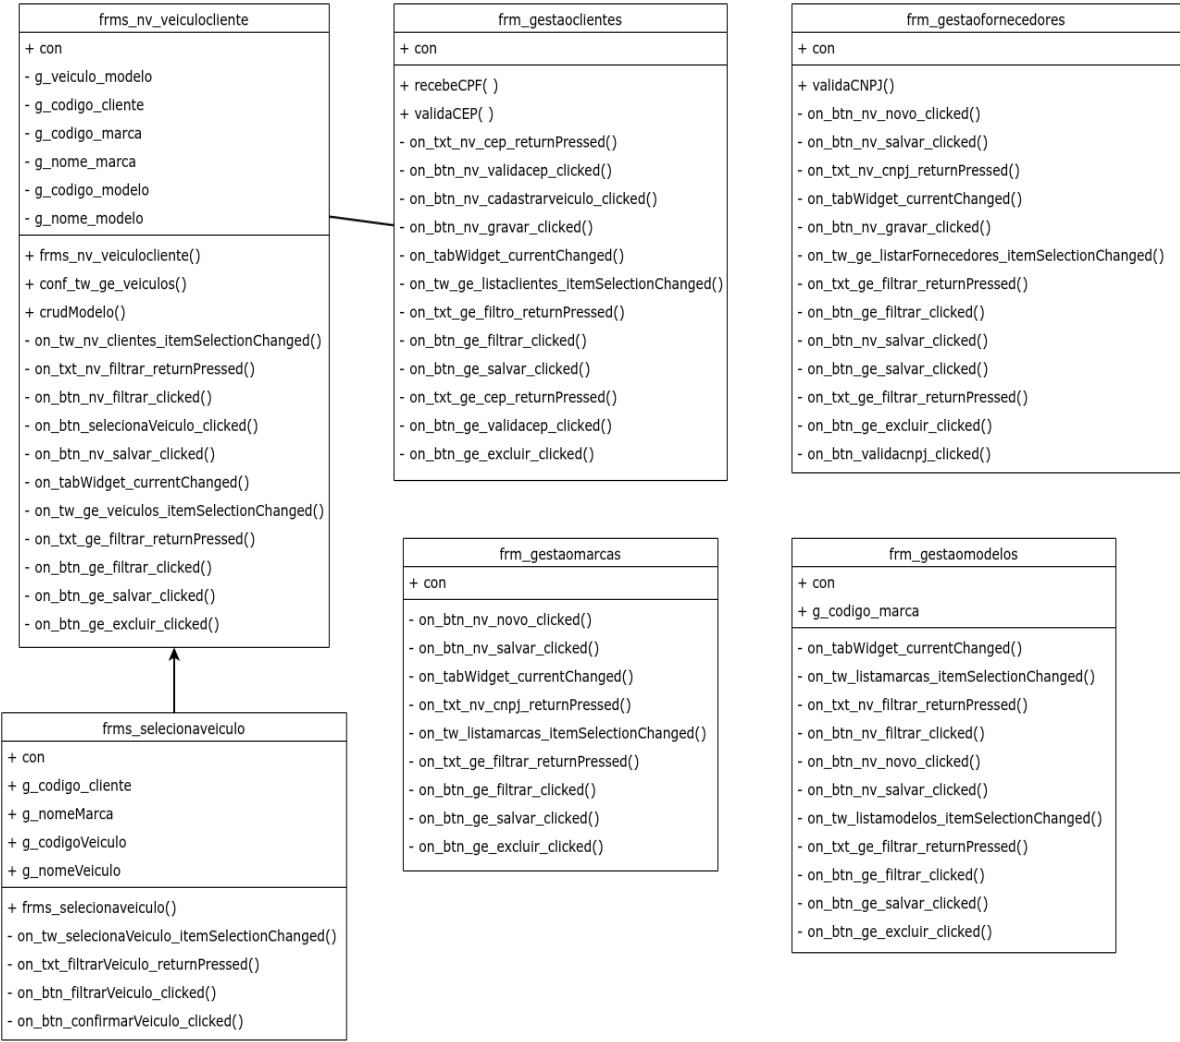 frms_nv_veiculocliente
+ con
- g_veiculo_modelo
- g_codigo_cliente
- g_codigo_marca
- g_nome_marca
- g_codigo_modelo
- g_nome_modelo
+ frms_nv_veiculocliente()
+ conf_tw_ge_veiculos()
+ crudModelo()
- on_tw_nv_clientes_itemSelectionChanged()
- on_txt_nv_filtrar_returnPressed()
- on_btn_nv_filtrar_clicked()
- on_btn_selecionaVeiculo_clicked()
- on_btn_nv_salvar_clicked()
- on_tabWidget_currentChanged()
- on_tw_ge_veiculos_itemSelectionChanged()
- on_txt_ge_filtrar_returnPressed()
- on_btn_ge_filtrar_clicked()
- on_btn_ge_salvar_clicked()
- on_btn_ge_excluir_clicked()
frm_gestaoclientes
+ con
+ recebeCPF( )
+ validaCEP( )
- on_txt_nv_cep_returnPressed()
- on_btn_nv_validacep_clicked()
- on_btn_nv_cadastrarveiculo_clicked()
- on_btn_nv_gravar_clicked()
- on_tabWidget_currentChanged()
- on_tw_ge_listaclientes_itemSelectionChanged()
- on_txt_ge_filtro_returnPressed()
- on_btn_ge_filtrar_clicked()
- on_btn_ge_salvar_clicked()
- on_txt_ge_cep_returnPressed()
- on_btn_ge_validacep_clicked()
- on_btn_ge_excluir_clicked()
frm_gestaofornecedores
+ con
+ validaCNPJ()
- on_btn_nv_novo_clicked()
- on_btn_nv_salvar_clicked()
- on_txt_nv_cnpj_returnPressed()
- on_tabWidget_currentChanged()
- on_btn_nv_gravar_clicked()
- on_tw_ge_listarFornecedores_itemSelectionChanged()
- on_txt_ge_filtrar_returnPressed()
- on_btn_ge_filtrar_clicked()
- on_btn_nv_salvar_clicked()
- on_btn_ge_salvar_clicked()
- on_txt_ge_filtrar_returnPressed()
- on_btn_ge_excluir_clicked()
- on_btn_validacnpj_clicked()
frms_selecionaveiculo
+ con
+ g_codigo_cliente
+ g_nomeMarca
+ g_codigoVeiculo
+ g_nomeVeiculo
+ frms_selecionaveiculo()
- on_tw_selecionaVeiculo_itemSelectionChanged()
- on_txt_filtrarVeiculo_returnPressed()
- on_btn_filtrarVeiculo_clicked()
- on_btn_confirmarVeiculo_clicked()
frm_gestaomarcas
+ con
- on_btn_nv_novo_clicked()
- on_btn_nv_salvar_clicked()
- on_tabWidget_currentChanged()
- on_txt_nv_cnpj_returnPressed()
- on_tw_listamarcas_itemSelectionChanged()
- on_txt_ge_filtrar_returnPressed()
- on_btn_ge_filtrar_clicked()
- on_btn_ge_salvar_clicked()
- on_btn_ge_excluir_clicked()
frm_gestaomodelos
+ con
+ g_codigo_marca
- on_tabWidget_currentChanged()
- on_tw_listamarcas_itemSelectionChanged()
- on_txt_nv_filtrar_returnPressed()
- on_btn_nv_filtrar_clicked()
- on_btn_nv_novo_clicked()
- on_btn_nv_salvar_clicked()
- on_tw_listamodelos_itemSelectionChanged()
- on_txt_ge_filtrar_returnPressed()
- on_btn_ge_filtrar_clicked()
- on_btn_ge_salvar_clicked()
- on_btn_ge_excluir_clicked()